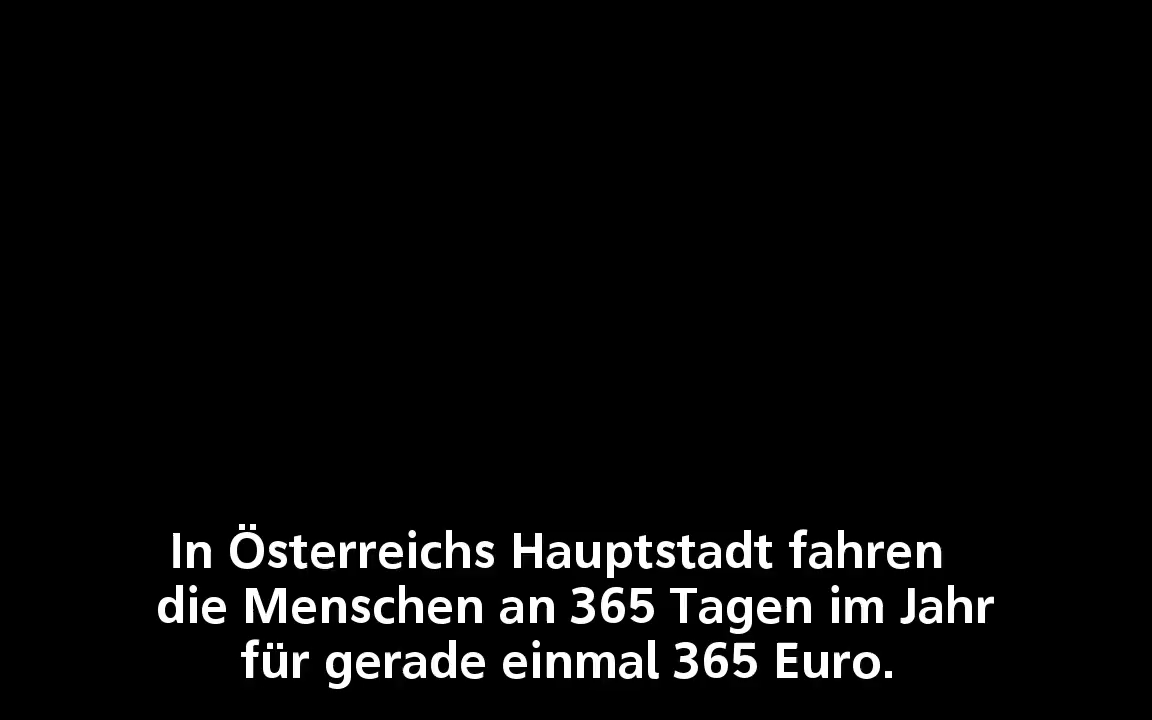 In Österreichs Hauptstadt fahren
die Menschen an 365 Tagen im Jahr
für gerade einmal 365 Euro.